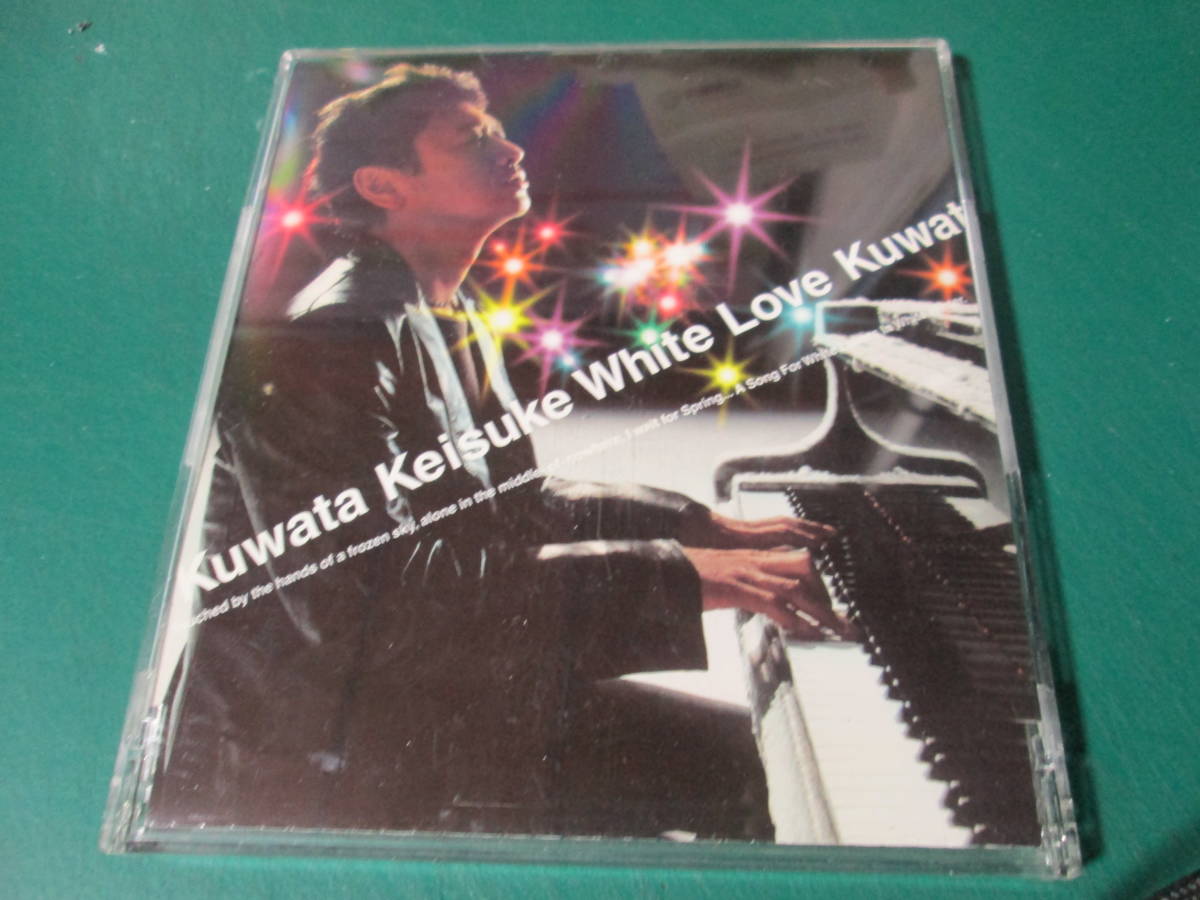 Kuwata Keisuke White Love Kuwat
ched by the hands of a frozen sky, alone in the middle of nowhere, I wait for Spring... A Song For White